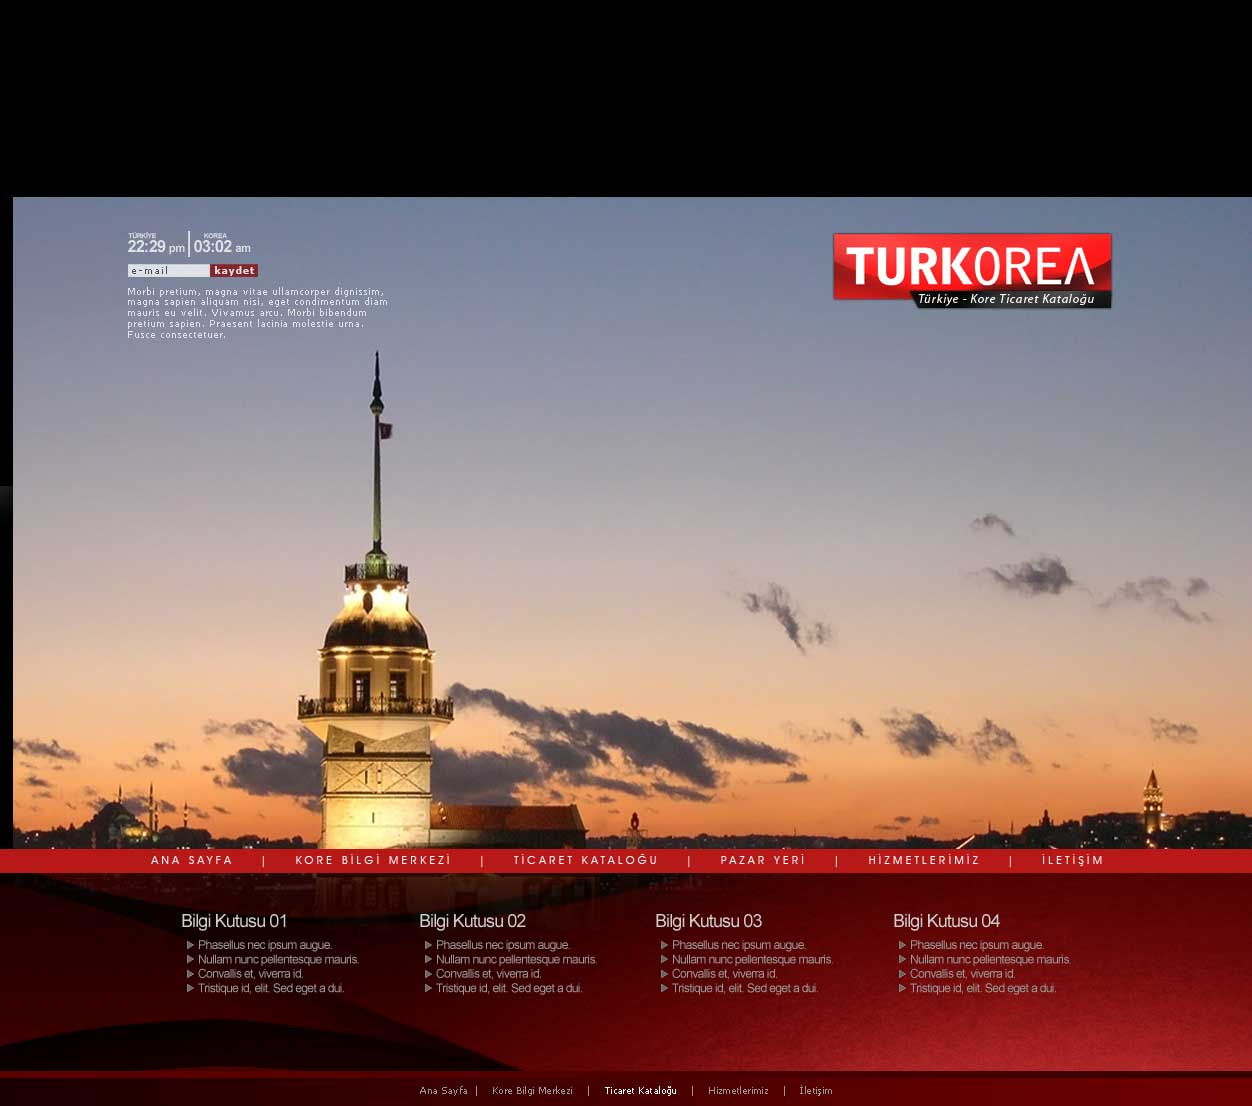 TÜRKİYE KOREA
22:29 pm 03:02 am
e-mail kaydet
Morbi pretium, magna vitae ullamcorper dignissim,
magna sapien aliquam nisi, eget condimentum diam
mauris eu velit. Vivamus arcu. Morbi bibendum
pretium sapien. Praesent lacinia molestie urna.
Fusce consectetuer.
TURKOREA
Türkiye - Kore Ticaret Kataloğu
ANA SAYFA | KORE BİLGİ MERKEZİ | TİCARET KATALOĞU | PAZAR YERİ | HİZMETLERİMİZ | İLETİŞİM
Bilgi Kutusu 01
Phasellus nec ipsum augue.
Nullam nunc pellentesque mauris.
Convallis et, viverra id.
Tristique id, elit. Sed eget a dui.
Bilgi Kutusu 02
Phasellus nec ipsum augue.
Nullam nunc pellentesque mauris.
Convallis et, viverra id.
Tristique id, elit. Sed eget a dui.
Bilgi Kutusu 03
Phasellus nec ipsum augue.
Nullam nunc pellentesque mauris.
Convallis et, viverra id.
Tristique id, elit. Sed eget a dui.
Bilgi Kutusu 04
Phasellus nec ipsum augue.
Nullam nunc pellentesque mauris.
Convallis et, viverra id.
Tristique id, elit. Sed eget a dui.
Ana Sayfa | Kore Bilgi Merkezi | Ticaret Kataloğu | Hizmetlerimiz | İletişim